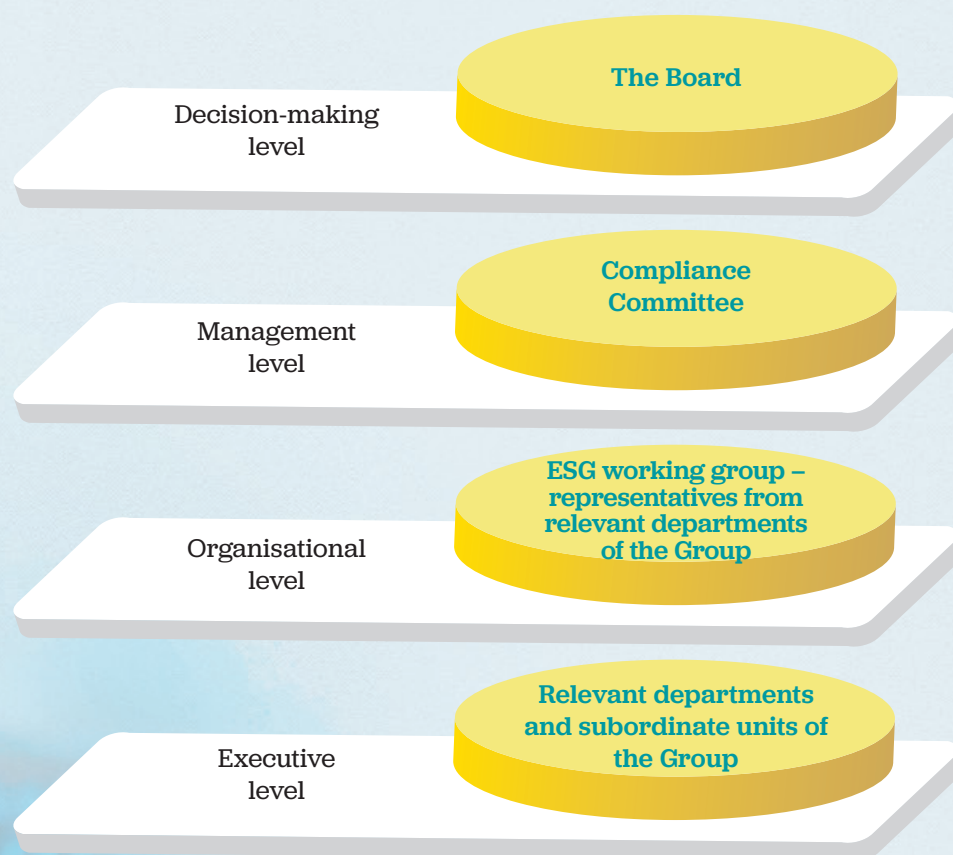 Decision-making
level
The Board
Management
level
Compliance
Committee
Organisational
level
ESG working group –
representatives from
relevant departments
of the Group
Executive
level
Relevant departments
and subordinate units of
the Group